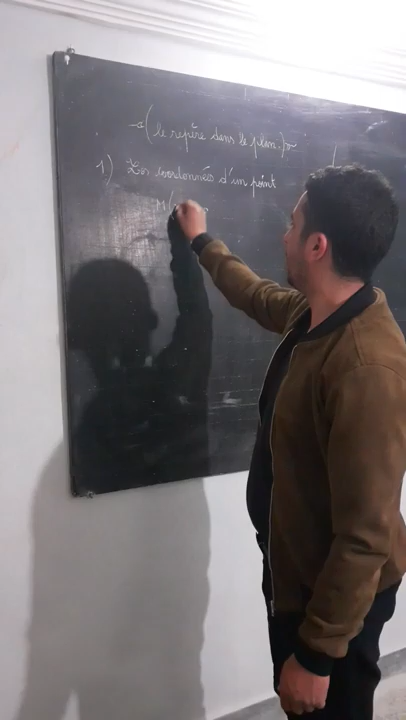 (le repère dans le plan.)
1) Les coordonnées d'un point
M(